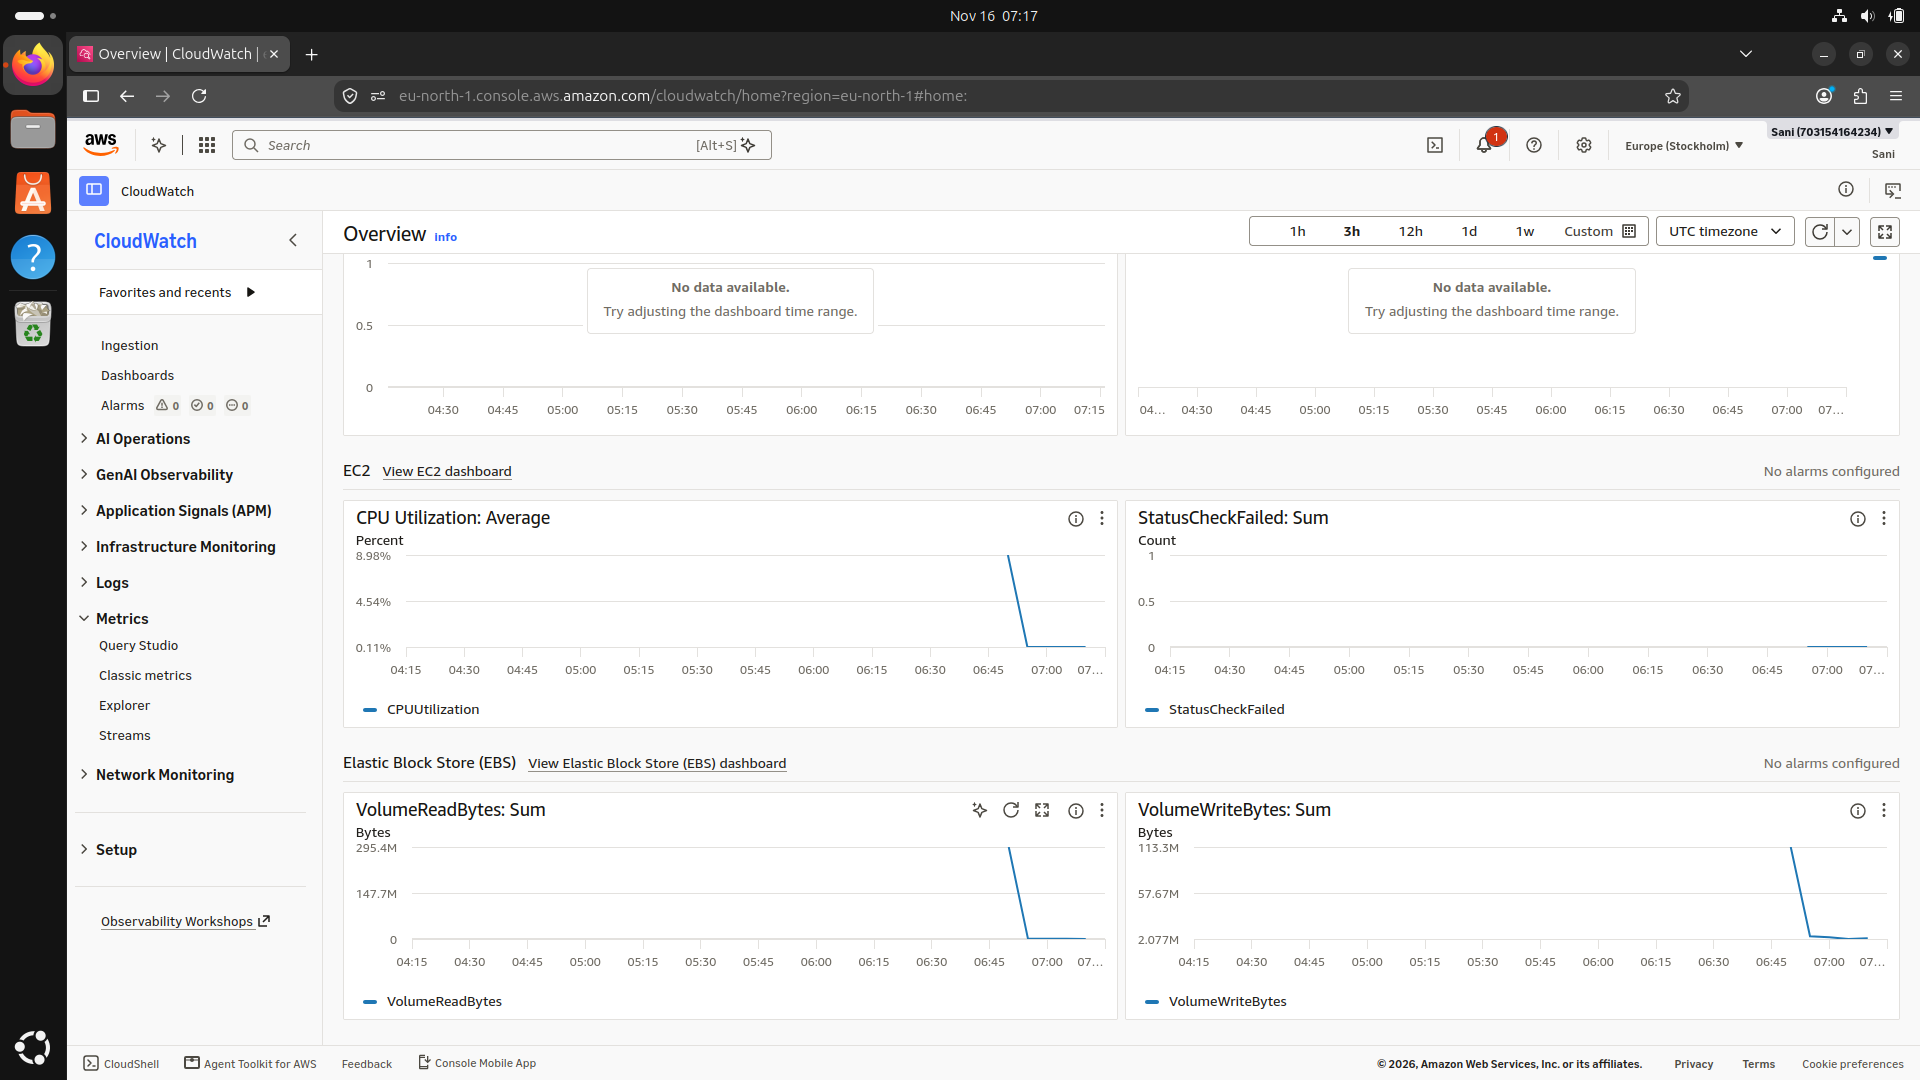 Nov 16 07:17
Overview | CloudWatch |
eu-north-1.console.aws.amazon.com/cloudwatch/home?region=eu-north-1#home:
aws
Search
[Alt+S]
1
Europe (Stockholm)
Sani (703154164234)
Sani
CloudWatch
CloudWatch
Favorites and recents
Ingestion
Dashboards
Alarms 0 0 0
AI Operations
GenAI Observability
Application Signals (APM)
Infrastructure Monitoring
Logs
Metrics
Query Studio
Classic metrics
Explorer
Streams
Network Monitoring
Setup
Observability Workshops
Overview info
1h 3h 12h 1d 1w Custom
UTC timezone
1
0.5
0
No data available.
Try adjusting the dashboard time range.
04:30 04:45 05:00 05:15 05:30 05:45 06:00 06:15 06:30 06:45 07:00 07:15
No data available.
Try adjusting the dashboard time range.
04... 04:30 04:45 05:00 05:15 05:30 05:45 06:00 06:15 06:30 06:45 07:00 07...
EC2 View EC2 dashboard
No alarms configured
CPU Utilization: Average
Percent
8.98%
4.54%
0.11%
04:15 04:30 04:45 05:00 05:15 05:30 05:45 06:00 06:15 06:30 06:45 07:00 07...
CPUUtilization
StatusCheckFailed: Sum
Count
1
0.5
0
04:15 04:30 04:45 05:00 05:15 05:30 05:45 06:00 06:15 06:30 06:45 07:00 07...
StatusCheckFailed
Elastic Block Store (EBS) View Elastic Block Store (EBS) dashboard
No alarms configured
VolumeReadBytes: Sum
Bytes
295.4M
147.7M
0
04:15 04:30 04:45 05:00 05:15 05:30 05:45 06:00 06:15 06:30 06:45 07:00 07...
VolumeReadBytes
VolumeWriteBytes: Sum
Bytes
113.3M
57.67M
2.077M
04:15 04:30 04:45 05:00 05:15 05:30 05:45 06:00 06:15 06:30 06:45 07:00 07...
VolumeWriteBytes
CloudShell
Agent Toolkit for AWS
Feedback
Console Mobile App
© 2026, Amazon Web Services, Inc. or its affiliates.
Privacy
Terms
Cookie preferences